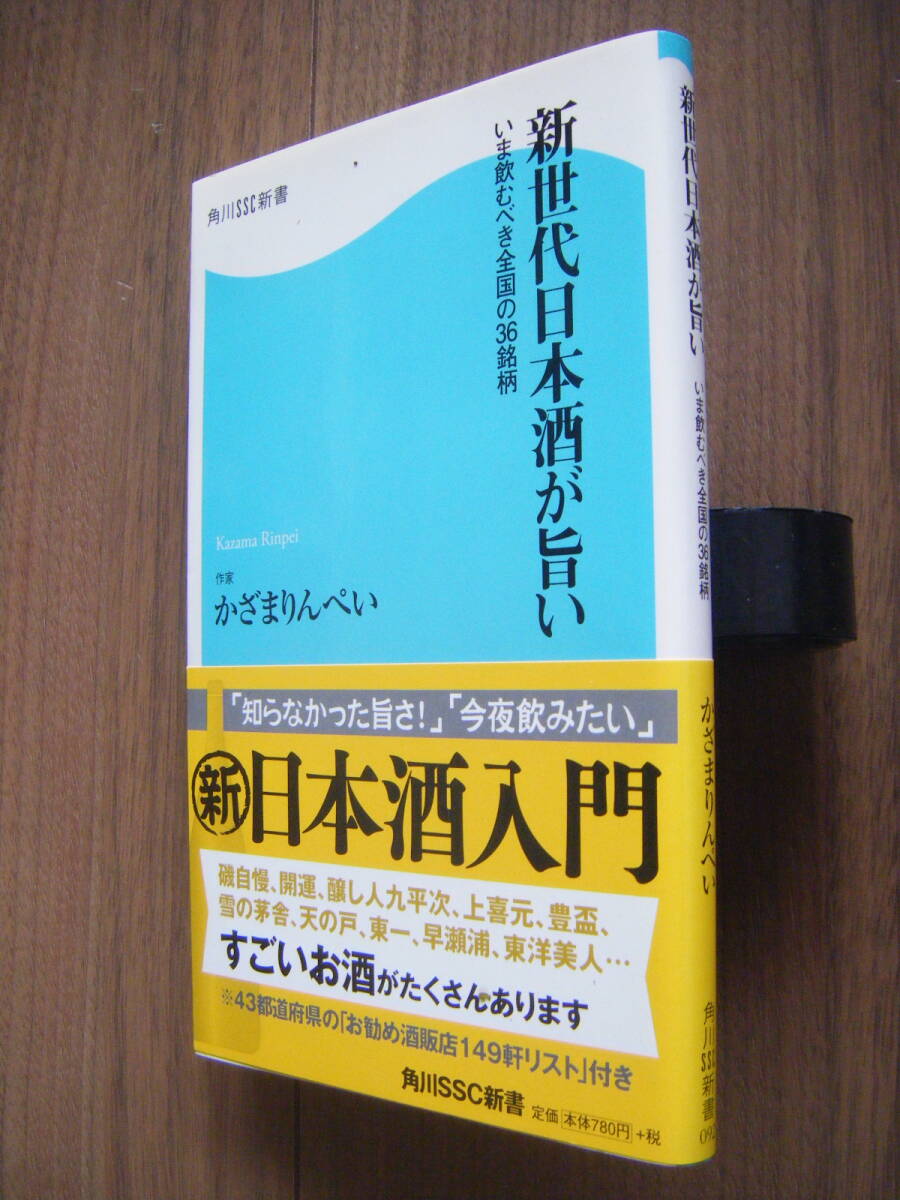 角川SSC新書
新世代日本酒が旨い
いま飲むべき全国の36銘柄
Kazama Rinpei
作家
かざまりんぺい
「知らなかった旨さ!」「今夜飲みたい」
新日本酒入門
磯自慢、開運、醸し人九平次、上喜元、豊盃、
雪の茅舎、天の戸、東一、早瀬浦、東洋美人…
すごいお酒がたくさんあります
※43都道府県の「お勧め酒販店149軒リスト」付き
角川SSC新書 定価 本体780円 +税
新世代日本酒が旨い いま飲むべき全国の36銘柄
かざまりんぺい
角川SSC新書
092